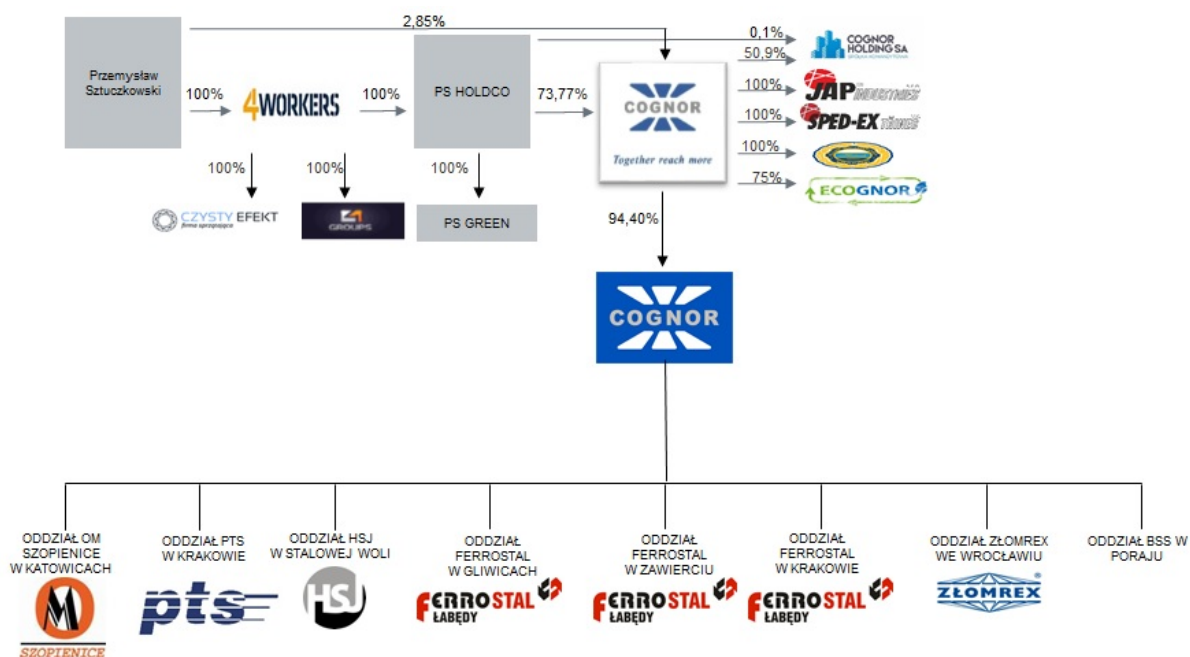 2,85%
0,1%
COGNOR
HOLDING SA
50,9%
Przemysław
Sztuczkowski
100%
4WORKERS
100%
PS HOLDCO
73,77%
COGNOR
Together reach more
100%
JAP INDUSTRIES
100%
SPED-EX
100%
75%
ECOGNOR
100%
100%
100%
CZYSTY EFEKT
firma sprzątająca
GROUPS
PS GREEN
94,40%
COGNOR
ODDZIAŁ OM
SZOPIENICE
W KATOWICACH
SZOPIENICE
ODDZIAŁ PTS
W KRAKOWIE
pts
ODDZIAŁ HSJ
W STALOWEJ WOLI
HSJ
ODDZIAŁ
FERROSTAL
W GLIWICACH
FERROSTAL
ŁABĘDY
ODDZIAŁ
FERROSTAL
W ZAWIERCIU
FERROSTAL
ŁABĘDY
ODDZIAŁ
FERROSTAL
W KRAKOWIE
FERROSTAL
ŁABĘDY
ODDZIAŁ ZŁOMREX
WE WROCŁAWIU
ZŁOMREX®
ODDZIAŁ BSS W
PORAJU